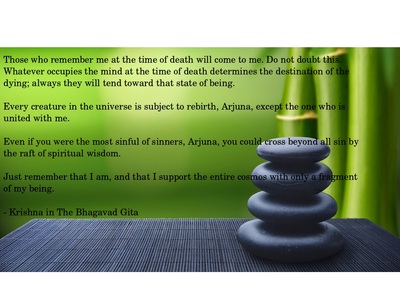 Those who remember me at the time of death will come to me. Do not doubt this.
Whatever occupies the mind at the time of death determines the destination of the
dying; always they will tend toward that state of being.
Every creature in the universe is subject to rebirth, Arjuna, except the one who is
united with me.
Even if you were the most sinful of sinners, Arjuna, you could cross beyond all sin by
the raft of spiritual wisdom.
Just remember that I am, and that I support the entire cosmos with only a fragment
of my being.
- Krishna in The Bhagavad Gita